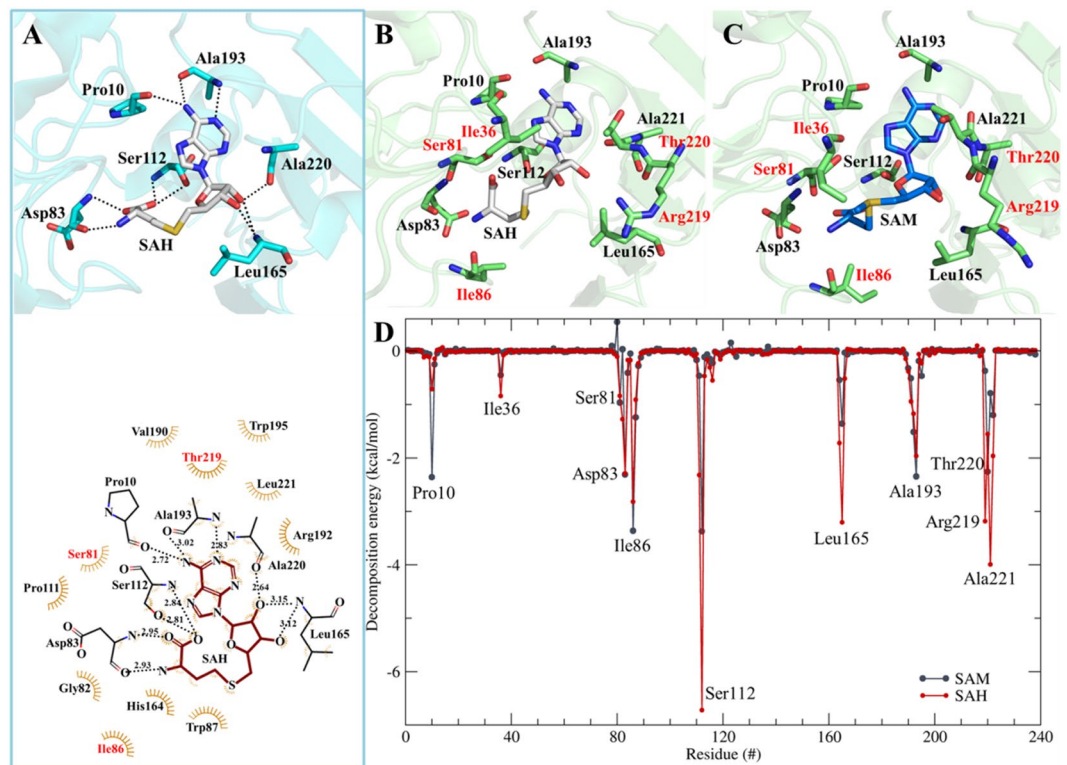 A
Ala193
Pro10
Ser112
Ala220
Asp83
SAH
Leu165
B
Ala193
Pro10
Ile36
Ser81
Ser112
Ala221
Thr220
Asp83
SAH
Arg219
Leu165
Ile86
C
Ala193
Pro10
Ile36
Ser81
Ser112
Ala221
Thr220
Asp83
SAM
Arg219
Leu165
Ile86
Val190
Trp195
Thr219
Leu221
Pro10
Ala193
N
O
N
N
3.02
2.83
O
O
Arg192
2.72
N
N
Ser81
Ala220
Ser112
N
N
2.64
Pro111
2.84
N
N
O
3.15
N
O
O
2.81
3.12
O
Asp83
N
2.95
O
O
O
O
Leu165
SAH
O
2.93
N
S
Gly82
His164
Trp87
Ile86
D
Decomposition energy (kcal/mol)
0
-2
-4
-6
Pro10
Ile36
Ser81
Asp83
Ile86
Ser112
Leu165
Ala193
Thr220
Arg219
Ala221
SAM
SAH
0 40 80 120 160 200 240
Residue (#)